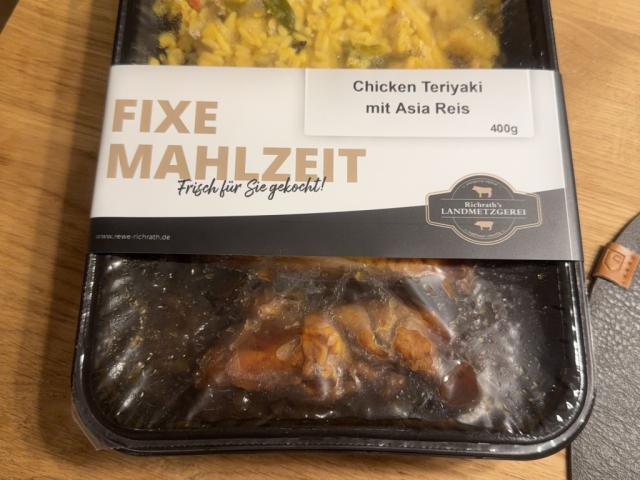 Chicken Teriyaki
mit Asia Reis
400g
FIXE
MAHLZEIT
Frisch für Sie gekocht!
Richrath's
LANDMETZGEREI
www.rewe-richrath.de